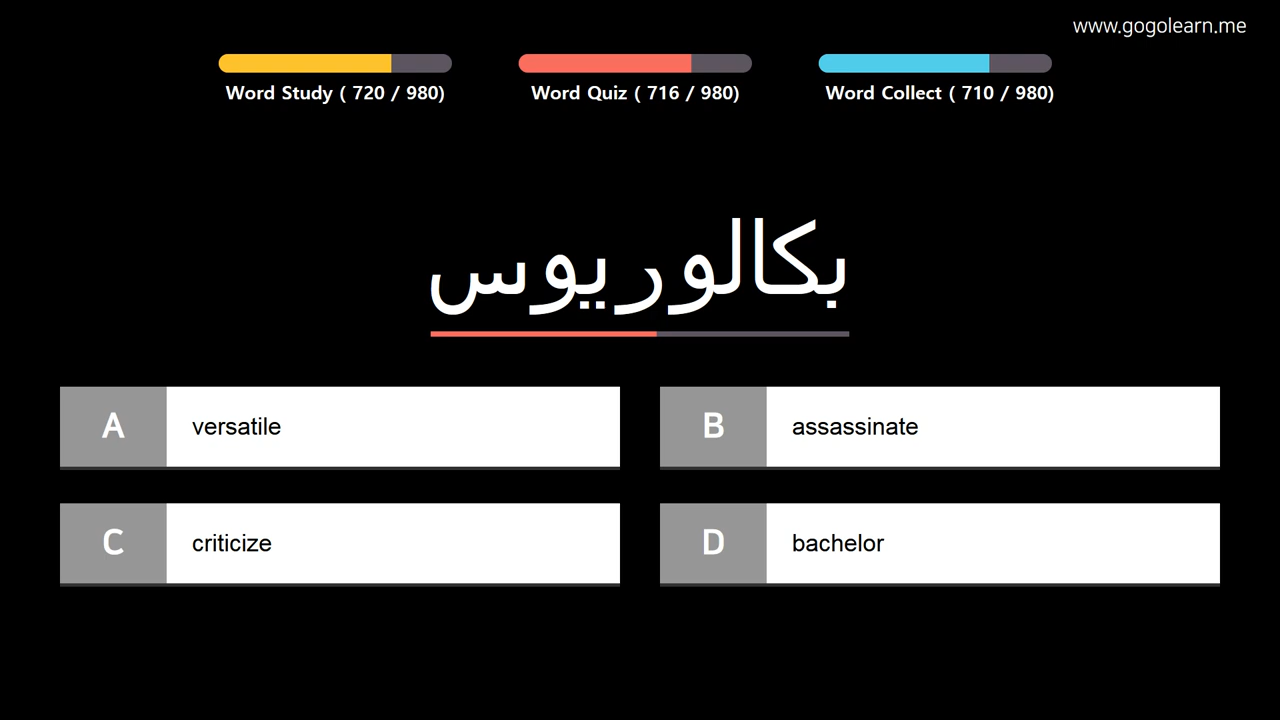 www.gogolearn.me
Word Study ( 720 / 980)
Word Quiz ( 716 / 980)
Word Collect ( 710 / 980)
بكالوريوس
A versatile
B assassinate
C criticize
D bachelor